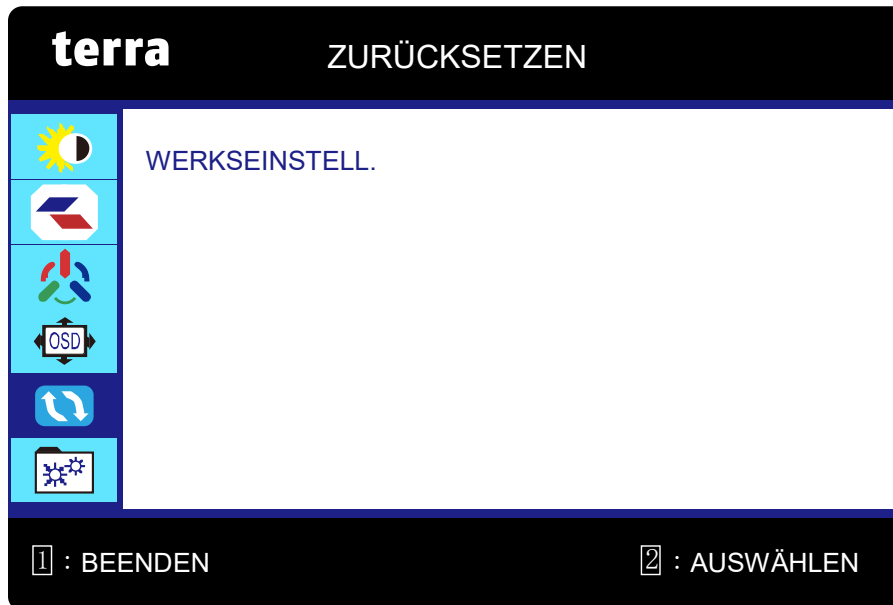 terra
ZURÜCKSETZEN
WERKSEINSTELL.
OSD
1 : BEENDEN
2 : AUSWÄHLEN